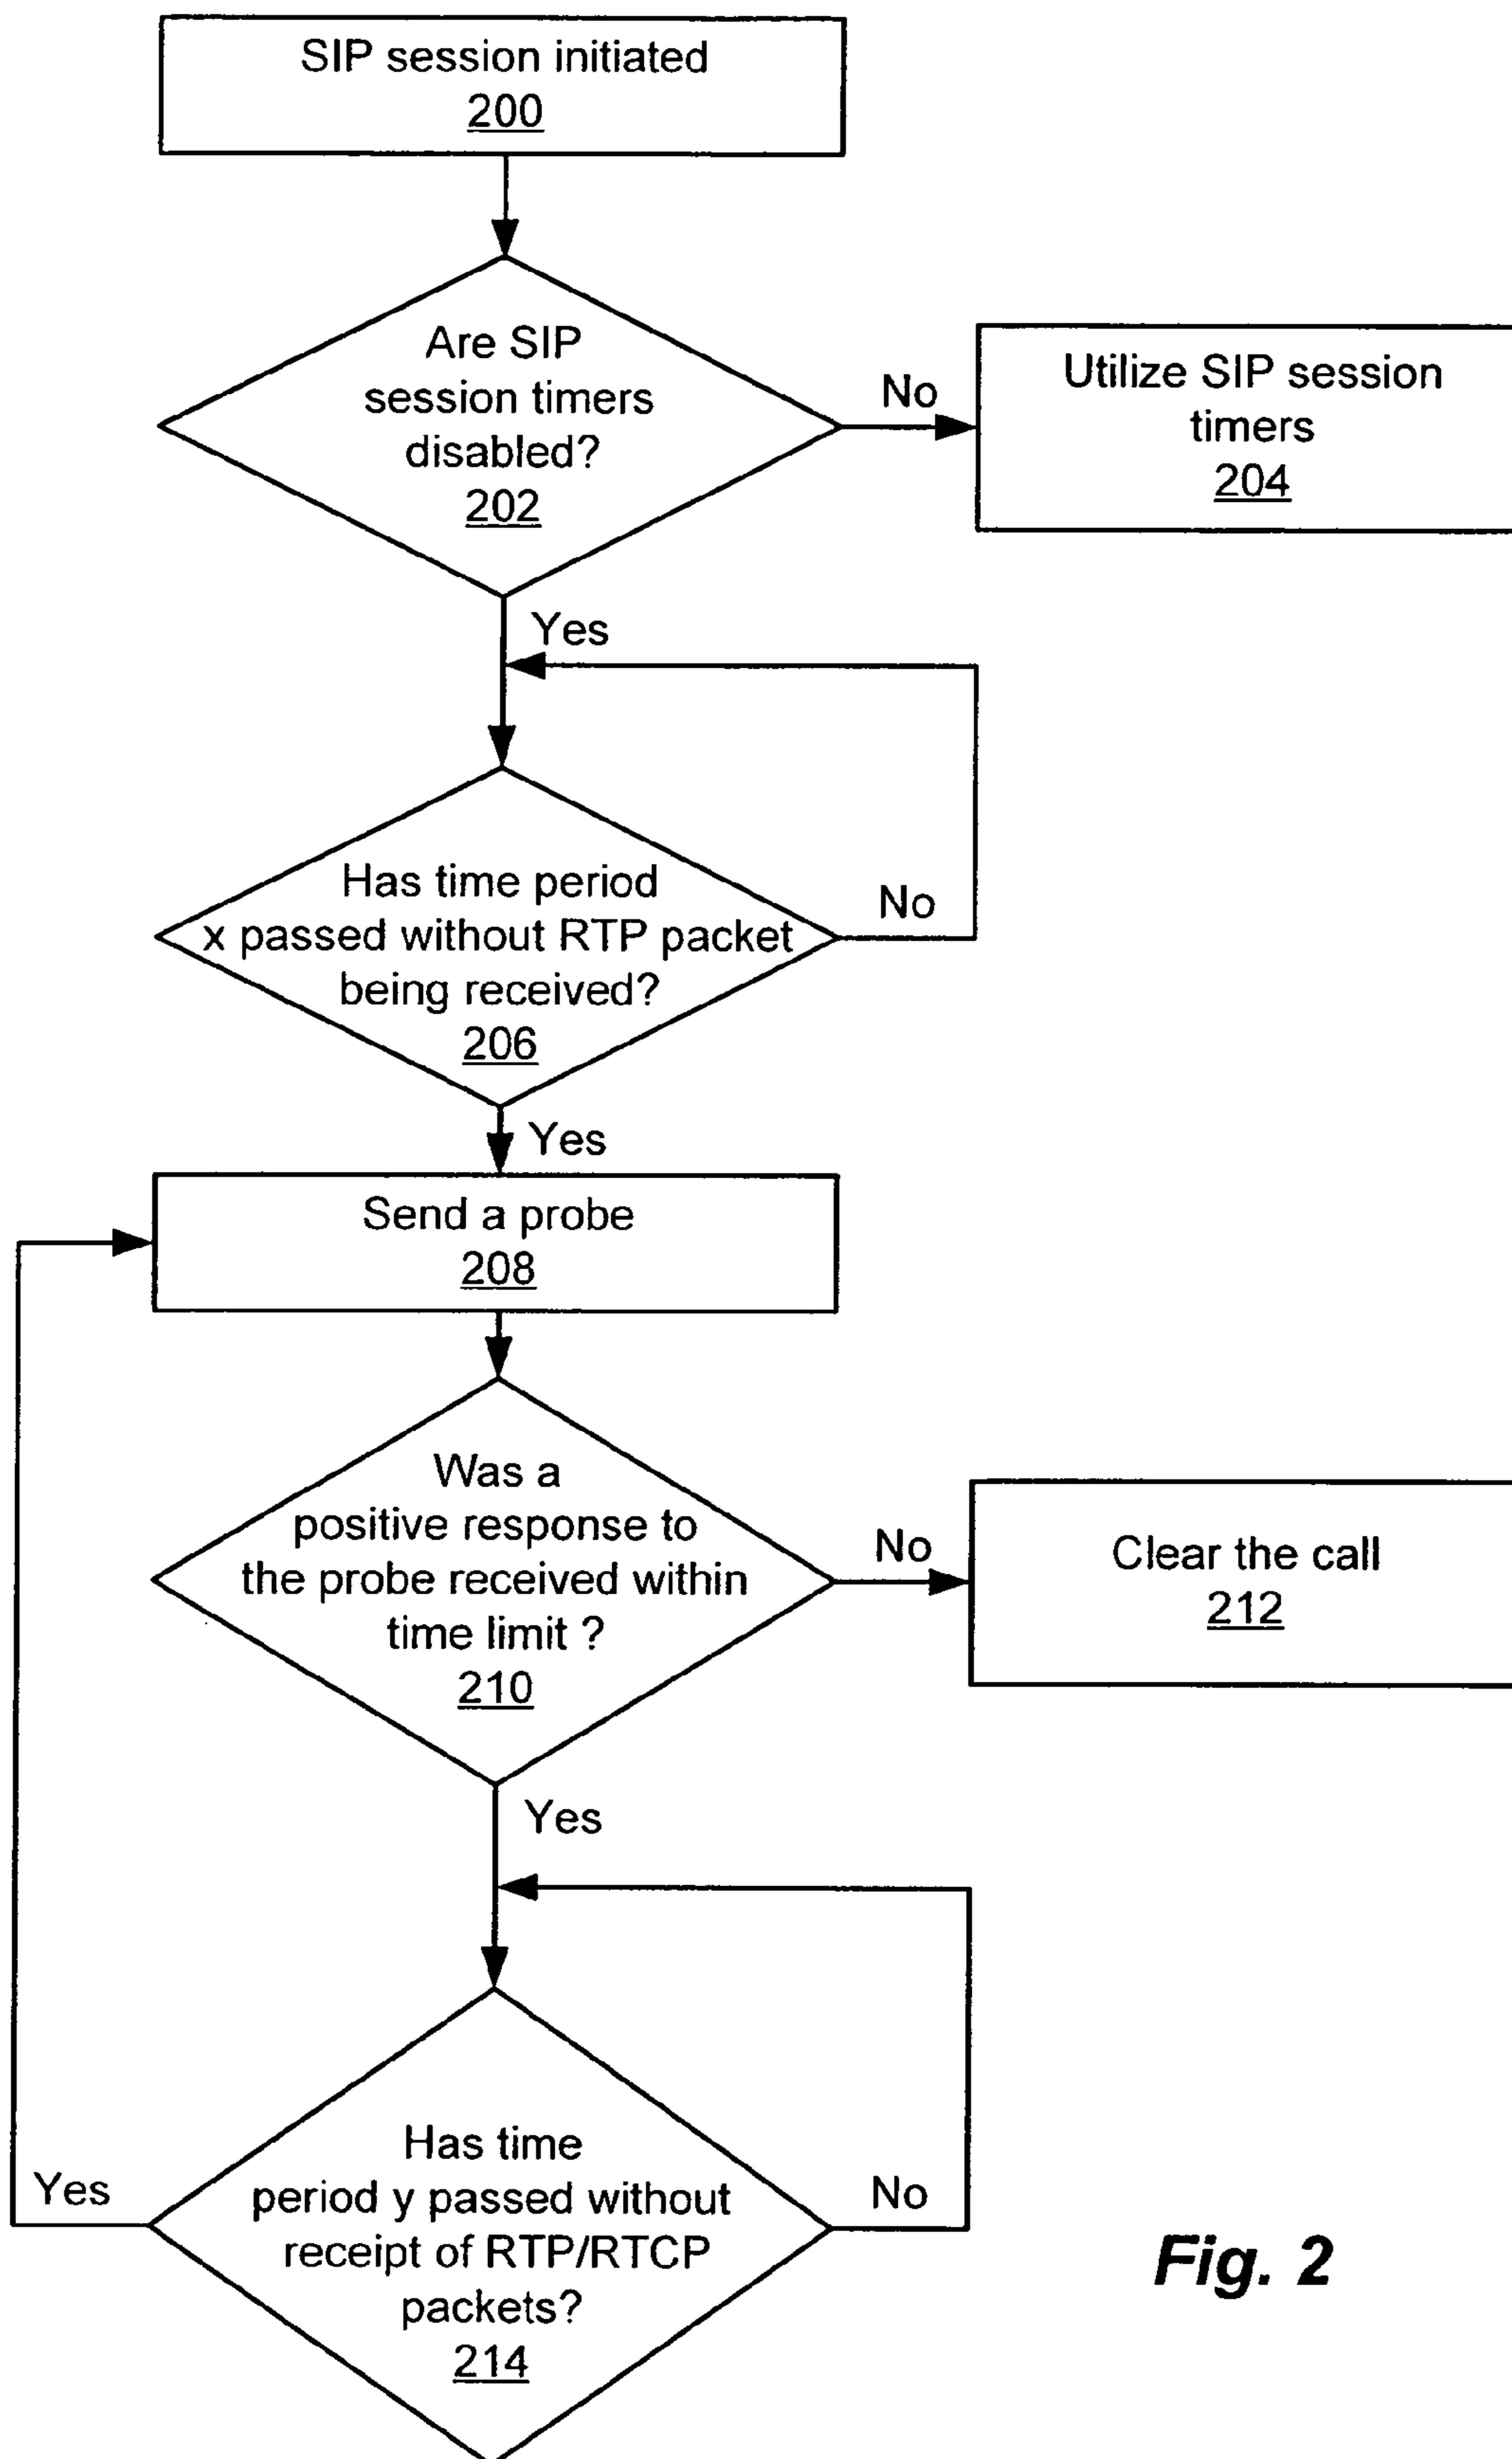 SIP session initiated
200
Are SIP
session timers
disabled?
202
No
Utilize SIP session
timers
204
Yes
Has time period
x passed without RTP packet
being received?
206
No
Yes
Send a probe
208
Was a
positive response to
the probe received within
time limit ?
210
No
Clear the call
212
Yes
Has time
period y passed without
receipt of RTP/RTCP
packets?
214
Yes
No
Fig. 2